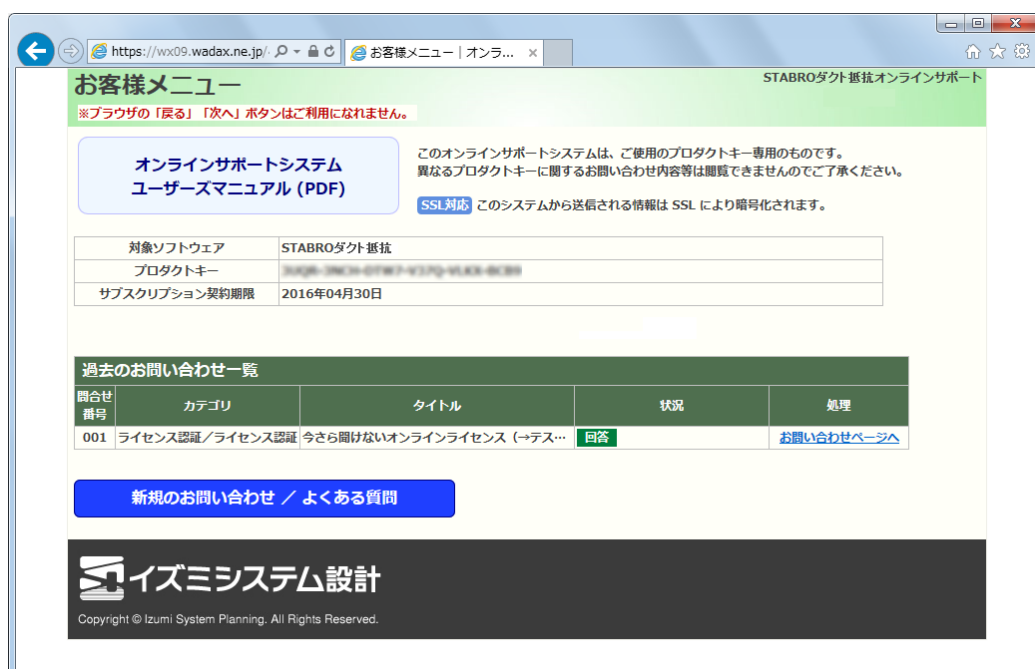 https://wx09.wadax.ne.jp/
お客様メニュー | オンラ...
お客様メニュー
STABROダクト抵抗オンラインサポート
※ブラウザの「戻る」「次へ」ボタンはご利用になれません。
オンラインサポートシステム
ユーザーズマニュアル (PDF)
このオンラインサポートシステムは、ご使用のプロダクトキー専用のものです。
異なるプロダクトキーに関するお問い合わせ内容等は閲覧できませんのでご了承ください。
SSL対応 このシステムから送信される情報は SSL により暗号化されます。
対象ソフトウェア STABROダクト抵抗
プロダクトキー
サブスクリプション契約期限 2016年04月30日
過去のお問い合わせ一覧
問合せ番号 カテゴリ タイトル 状況 処理
001 ライセンス認証／ライセンス認証 今さら聞けないオンラインライセンス（→テス… 回答 お問い合わせページへ
新規のお問い合わせ ／ よくある質問
イズミシステム設計
Copyright © Izumi System Planning. All Rights Reserved.